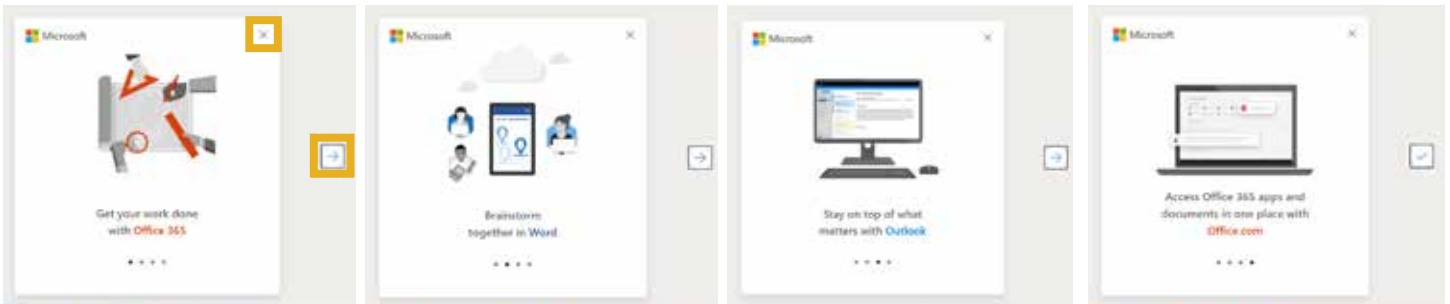 Microsoft
Get your work done
with Office 365
Microsoft
Brainstorm
together in Word
Microsoft
Stay on top of what
matters with Outlook
Microsoft
Access Office 365 apps and
documents in one place with
Office.com